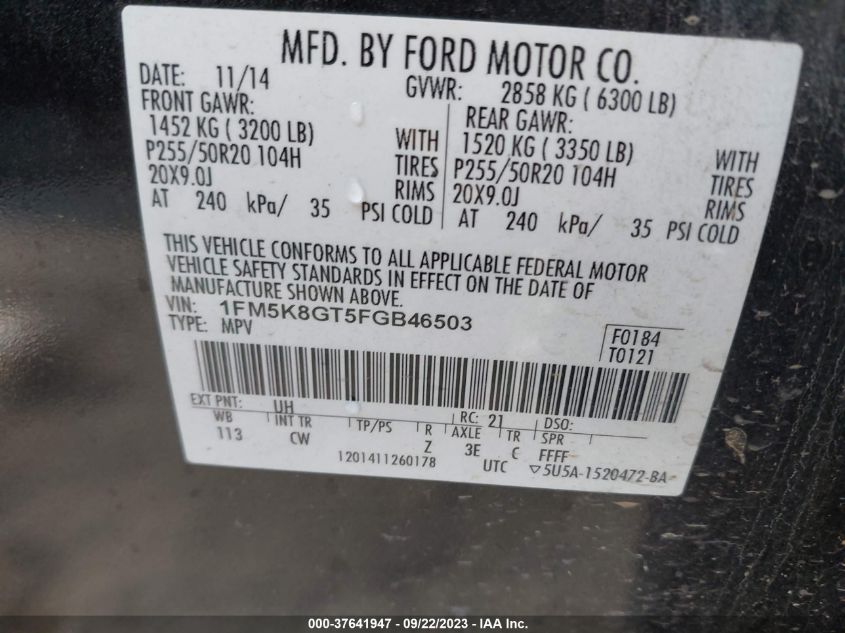 MFD. BY FORD MOTOR CO.
DATE: 11/14 GVWR: 2858 KG ( 6300 LB)
FRONT GAWR: REAR GAWR:
1452 KG ( 3200 LB) WITH 1520 KG ( 3350 LB) WITH
P255/50R20 104H TIRES P255/50R20 104H TIRES
20X9.0J RIMS 20X9.0J RIMS
AT 240 kPa/ 35 PSI COLD AT 240 kPa/ 35 PSI COLD
THIS VEHICLE CONFORMS TO ALL APPLICABLE FEDERAL MOTOR
VEHICLE SAFETY STANDARDS IN EFFECT ON THE DATE OF
MANUFACTURE SHOWN ABOVE.
VIN: 1FM5K8GT5FGB46503
TYPE: MPV
F0184
T0121
EXT PNT: UH RC: 21 DSO:
WB INT TR TP/PS R AXLE TR SPR
113 CW Z 3E C FFFF
1201411260178 UTC ▽5U5A-1520472-BA
000-37641947 - 09/22/2023 - IAA Inc.